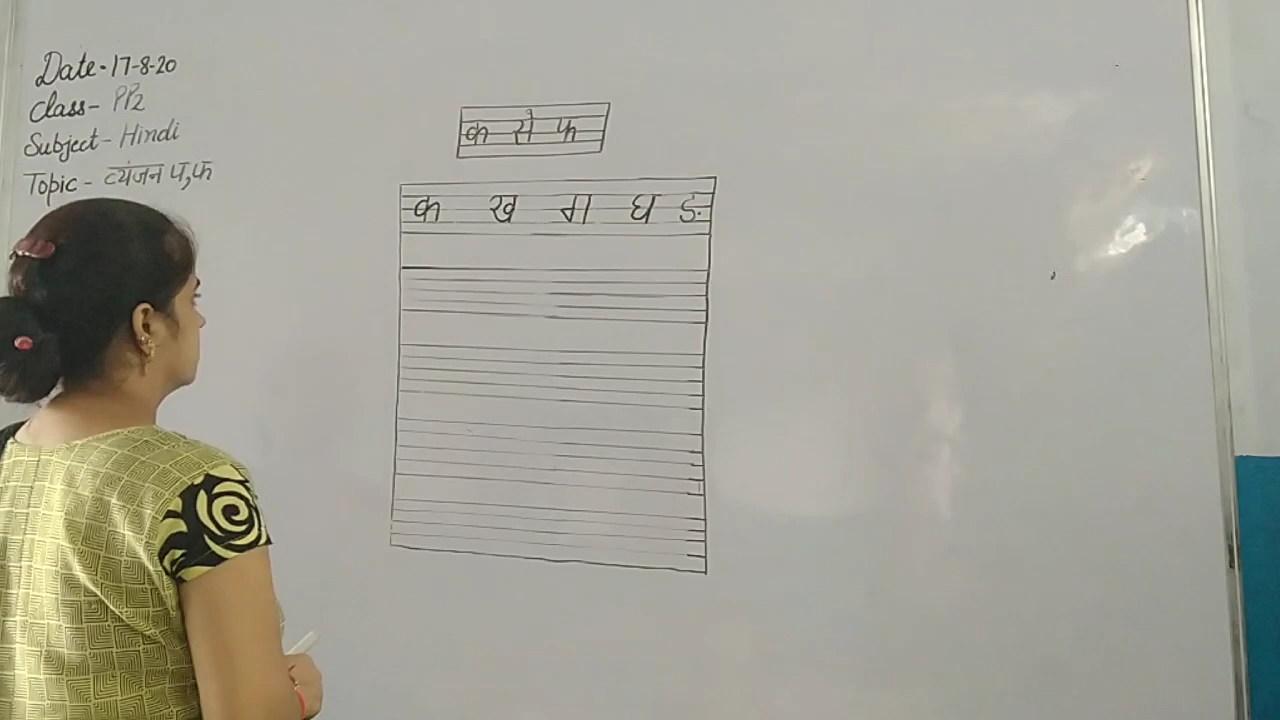 Date - 17-8-20
Class - PP2
Subject - Hindi
Topic - व्यंजन प,फ
क से फ
क ख ग घ ङ